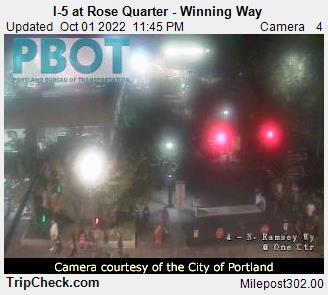 I-5 at Rose Quarter - Winning Way
Updated Oct 01 2022 11:45 PM Camera 4
PBOT
PORTLAND BUREAU OF TRANSPORTATION
4 - N. Ramsey Wy
@ One Ctr
Camera courtesy of the City of Portland
TripCheck.com Milepost302.00